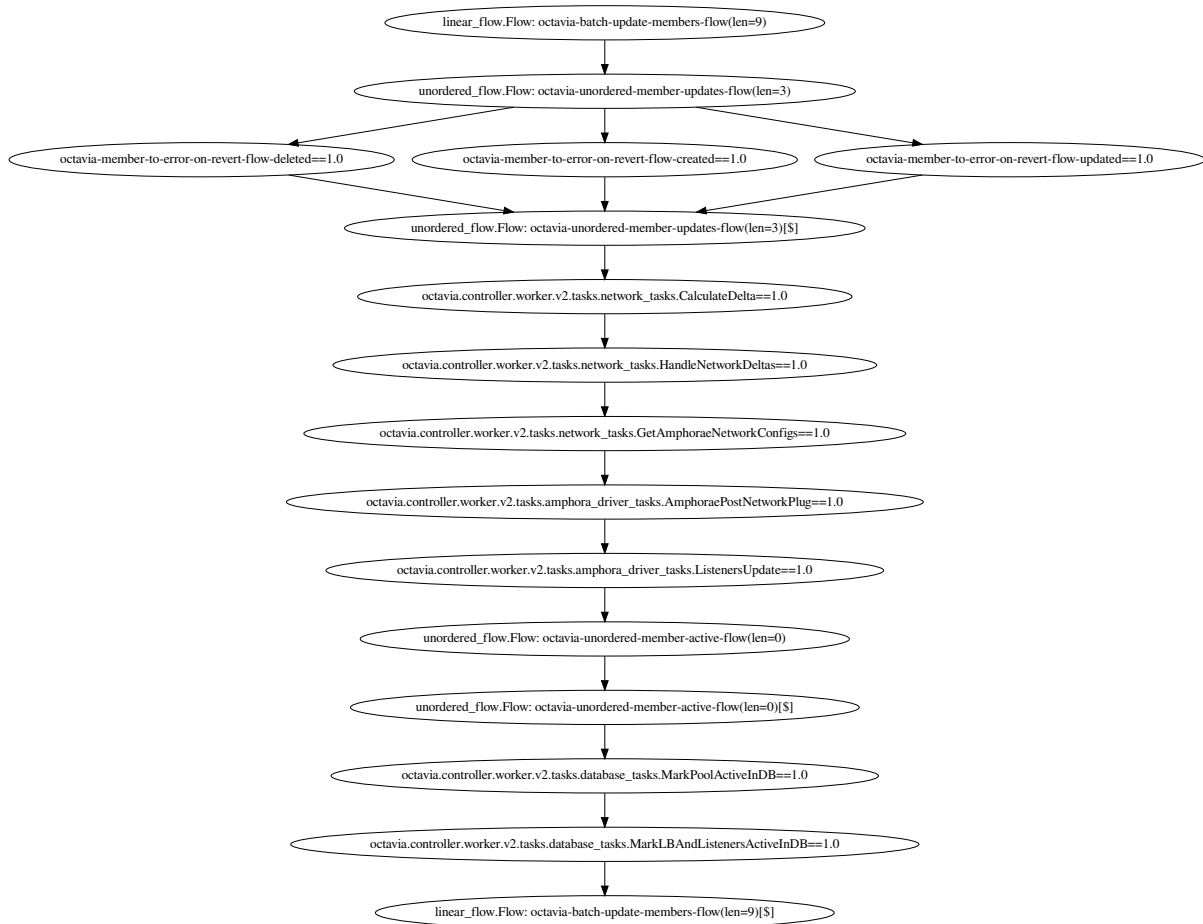 linear_flow.Flow: octavia-batch-update-members-flow(len=9)
unordered_flow.Flow: octavia-unordered-member-updates-flow(len=3)
octavia-member-to-error-on-revert-flow-deleted==1.0
octavia-member-to-error-on-revert-flow-created==1.0
octavia-member-to-error-on-revert-flow-updated==1.0
unordered_flow.Flow: octavia-unordered-member-updates-flow(len=3)[$]
octavia.controller.worker.v2.tasks.network_tasks.CalculateDelta==1.0
octavia.controller.worker.v2.tasks.network_tasks.HandleNetworkDeltas==1.0
octavia.controller.worker.v2.tasks.network_tasks.GetAmphoraeNetworkConfigs==1.0
octavia.controller.worker.v2.tasks.amphora_driver_tasks.AmphoraePostNetworkPlug==1.0
octavia.controller.worker.v2.tasks.amphora_driver_tasks.ListenersUpdate==1.0
unordered_flow.Flow: octavia-unordered-member-active-flow(len=0)
unordered_flow.Flow: octavia-unordered-member-active-flow(len=0)[$]
octavia.controller.worker.v2.tasks.database_tasks.MarkPoolActiveInDB==1.0
octavia.controller.worker.v2.tasks.database_tasks.MarkLBAndListenersActiveInDB==1.0
linear_flow.Flow: octavia-batch-update-members-flow(len=9)[$]